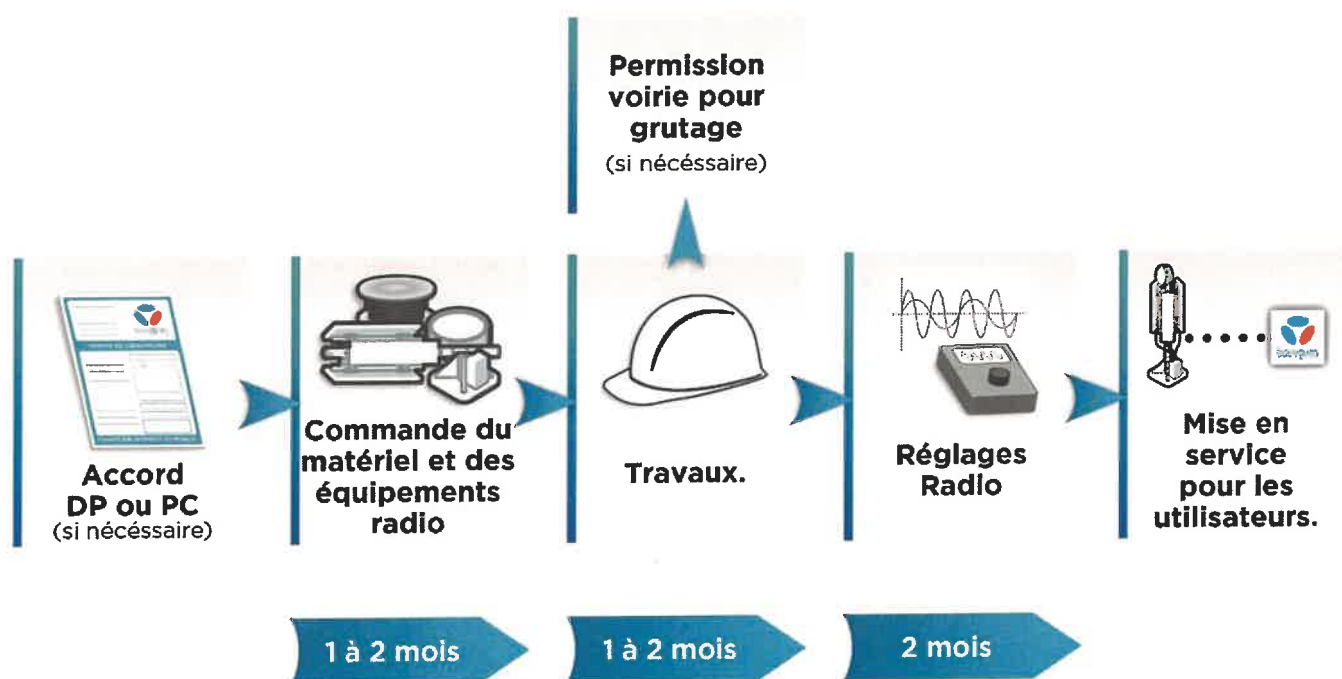 Permission
voirie pour
grutage
(si nécéssaire)
Accord
DP ou PC
(si nécéssaire)
Commande du
matériel et des
équipements
radio
Travaux.
Réglages
Radio
Mise en
service
pour les
utilisateurs.
1 à 2 mois
1 à 2 mois
2 mois